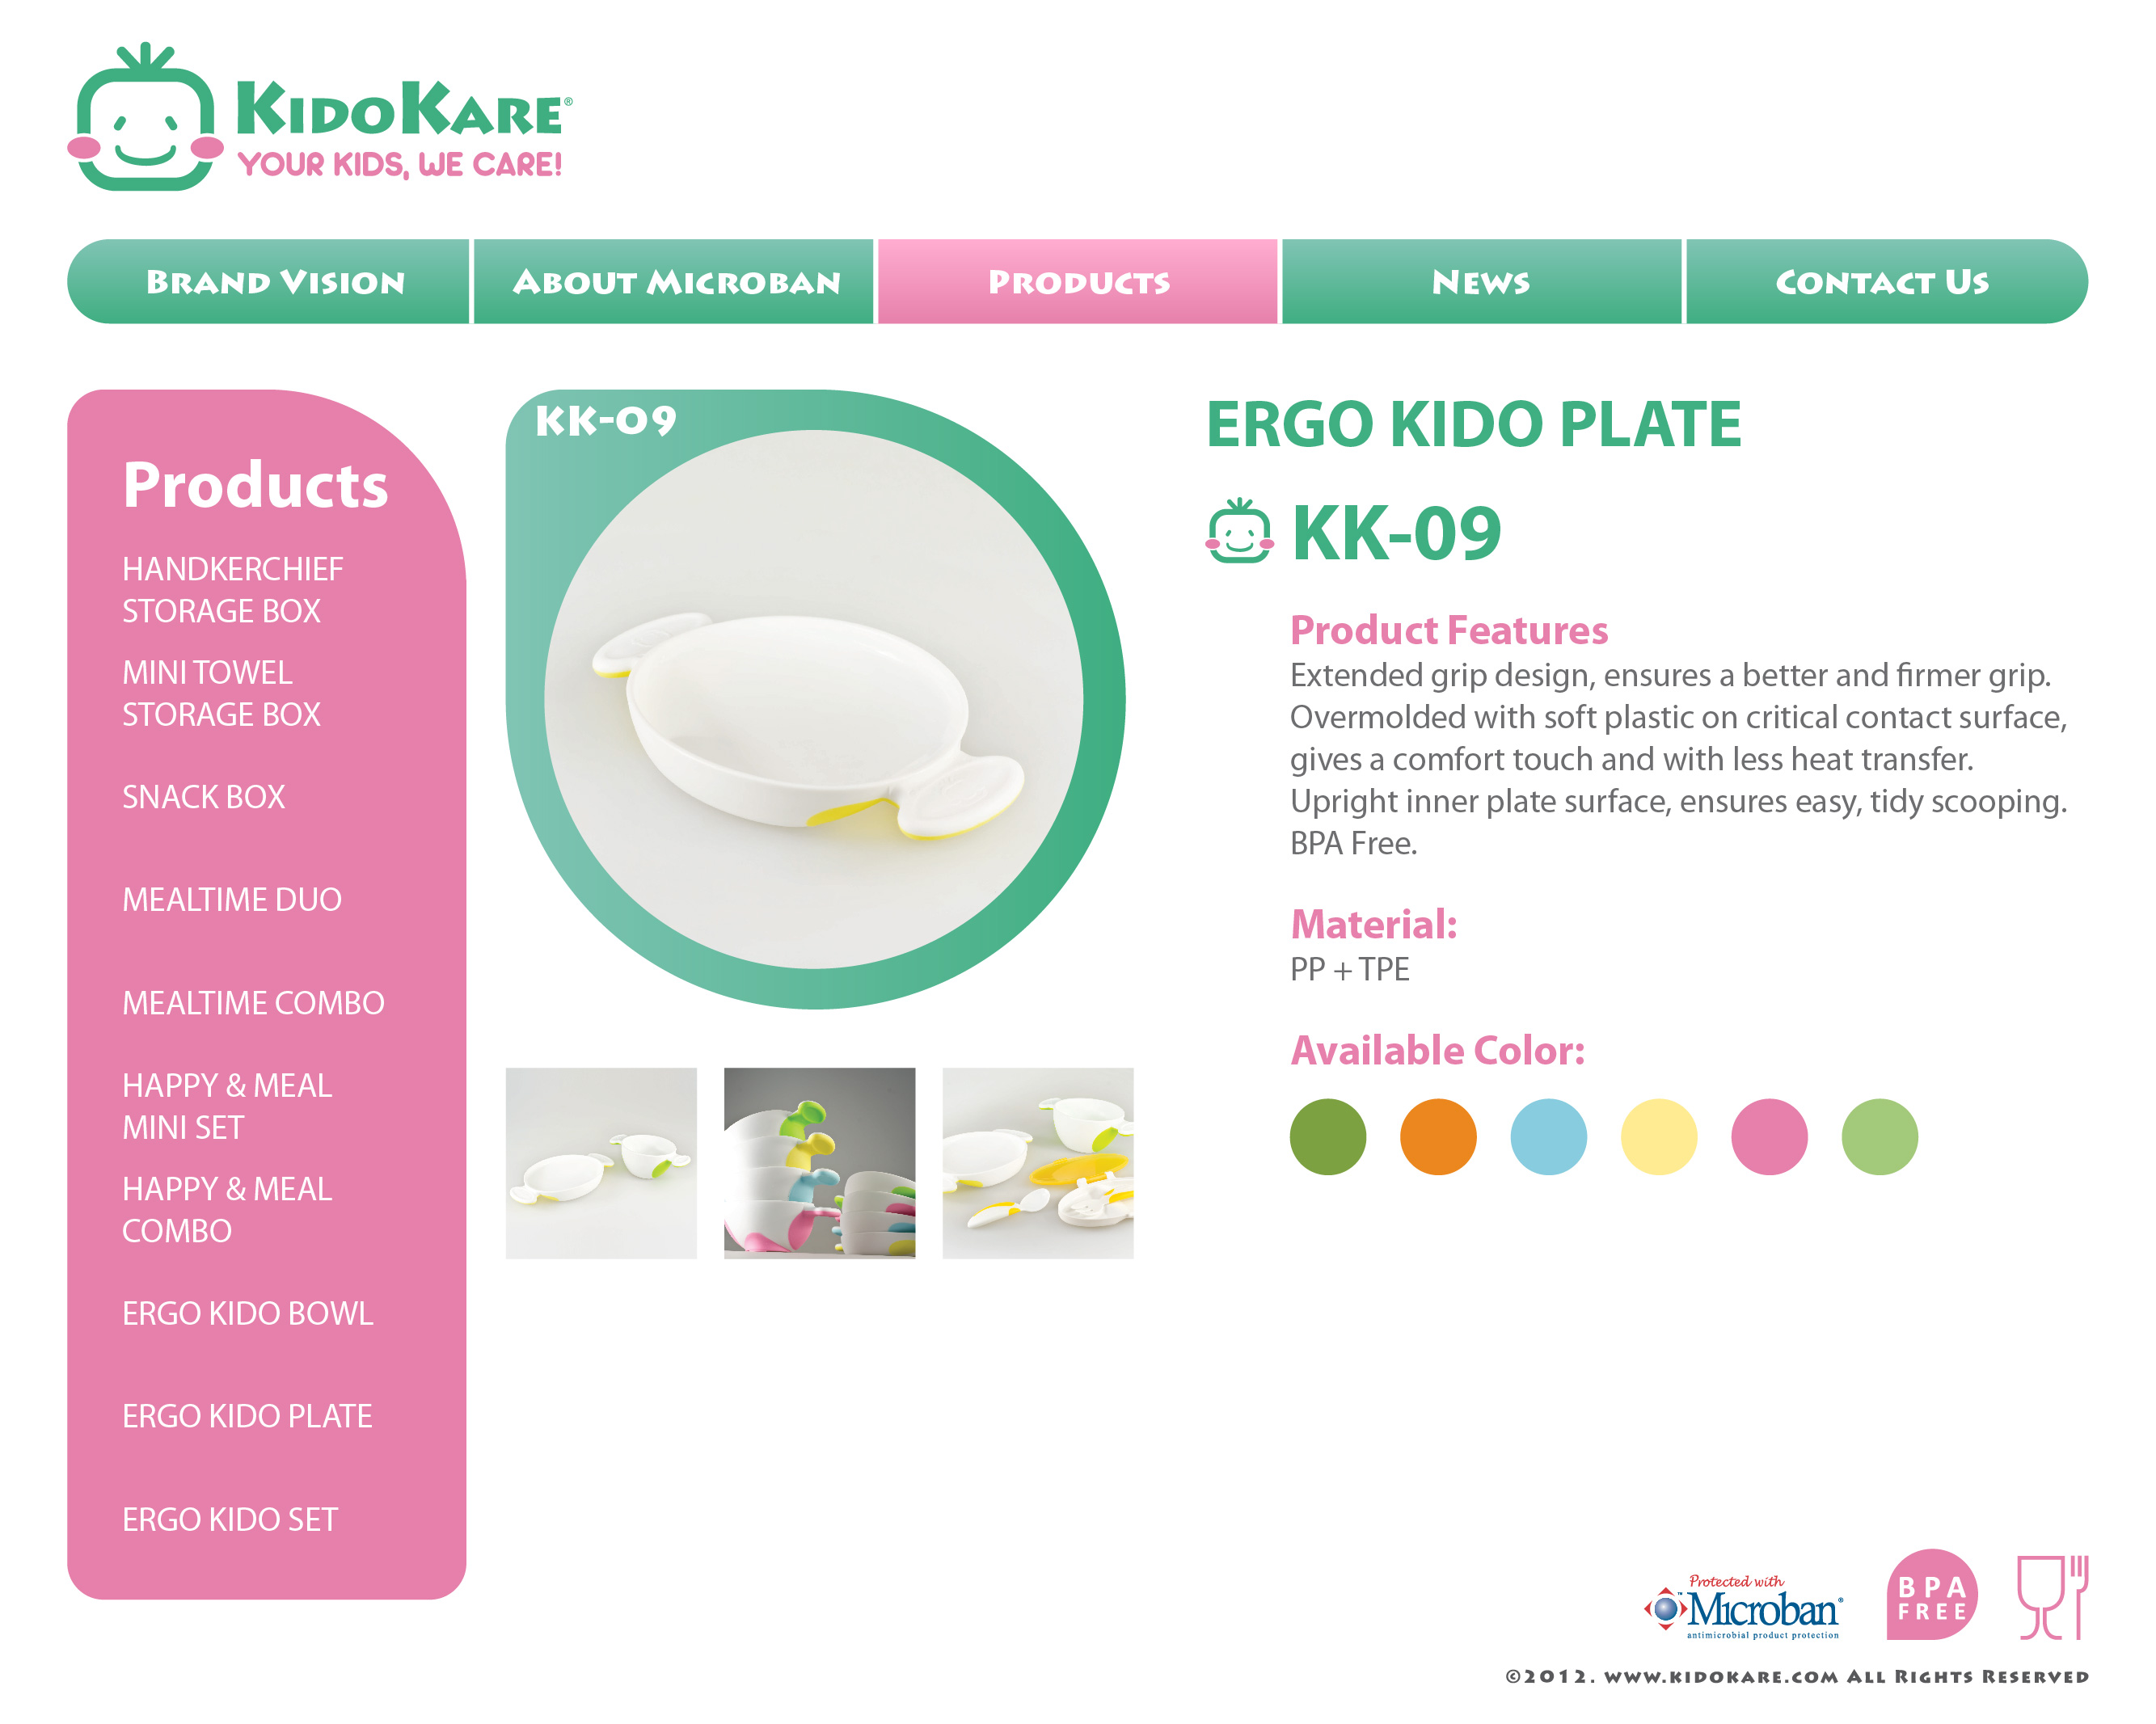 KIDOKARE®
YOUR KIDS, WE CARE!
BRAND VISION
ABOUT MICROBAN
PRODUCTS
NEWS
CONTACT US
Products
HANDKERCHIEF
STORAGE BOX
MINI TOWEL
STORAGE BOX
SNACK BOX
MEALTIME DUO
MEALTIME COMBO
HAPPY & MEAL
MINI SET
HAPPY & MEAL
COMBO
ERGO KIDO BOWL
ERGO KIDO PLATE
ERGO KIDO SET
KK-09
ERGO KIDO PLATE
KK-09
Product Features
Extended grip design, ensures a better and firmer grip.
Overmolded with soft plastic on critical contact surface,
gives a comfort touch and with less heat transfer.
Upright inner plate surface, ensures easy, tidy scooping.
BPA Free.
Material:
PP + TPE
Available Color:
Protected with
™Microban®
antimicrobial product protection
BPA
FREE
©2012. WWW.KIDOKARE.COM ALL RIGHTS RESERVED